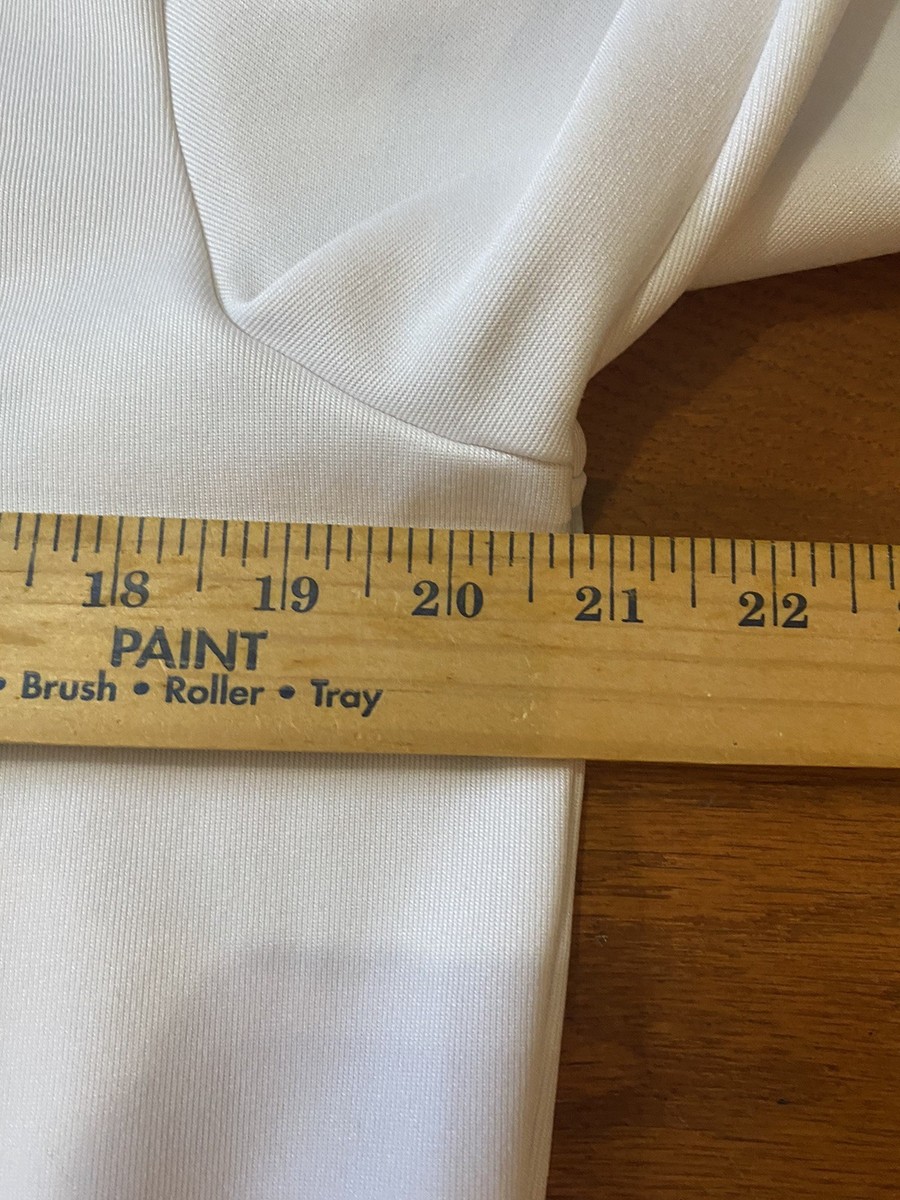 18 19 20 21 22
PAINT
• Brush • Roller • Tray